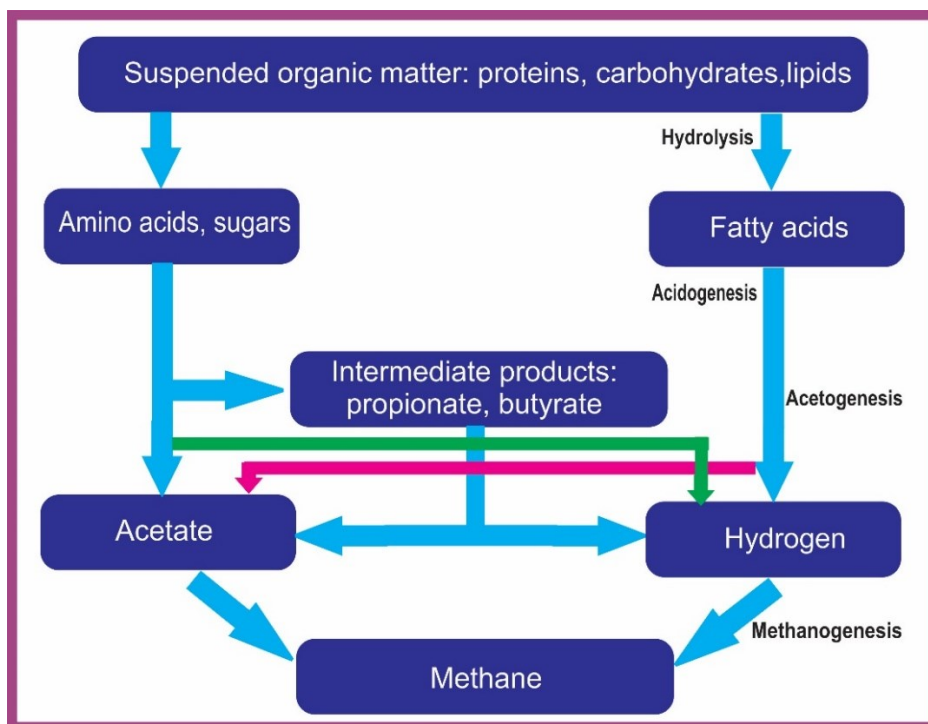 Suspended organic matter: proteins, carbohydrates,lipids
Hydrolysis
Amino acids, sugars
Fatty acids
Acidogenesis
Intermediate products:
propionate, butyrate
Acetogenesis
Acetate
Hydrogen
Methanogenesis
Methane